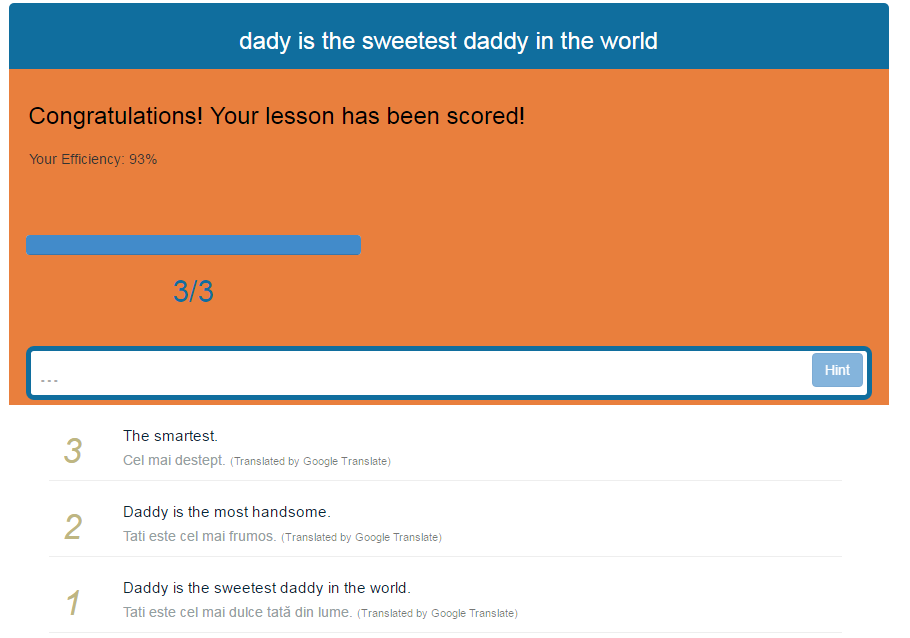 dady is the sweetest daddy in the world
Congratulations! Your lesson has been scored!
Your Efficiency: 93%
3/3
...
Hint
3
The smartest.
Cel mai destept. (Translated by Google Translate)
2
Daddy is the most handsome.
Tati este cel mai frumos. (Translated by Google Translate)
1
Daddy is the sweetest daddy in the world.
Tati este cel mai dulce tată din lume. (Translated by Google Translate)